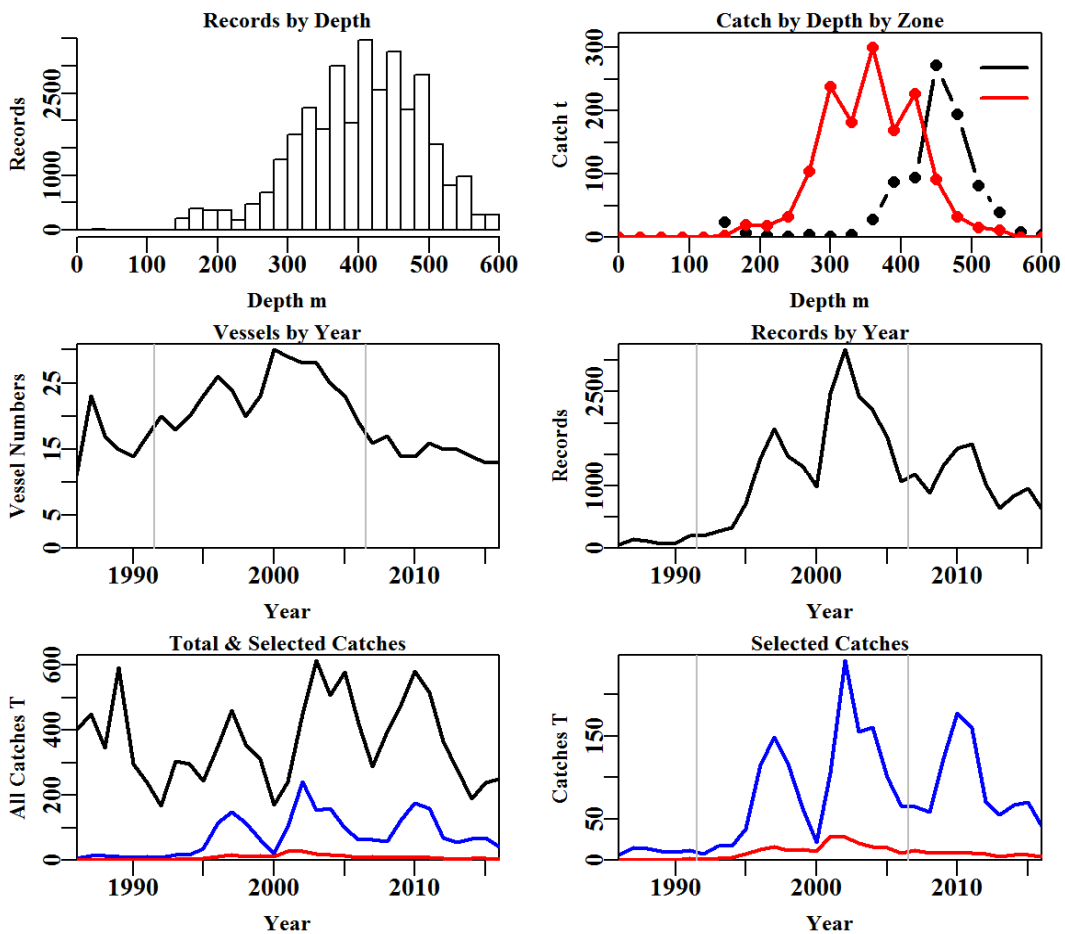 Records by Depth
Records
0 1000 2500
0 100 200 300 400 500 600
Depth m
Catch by Depth by Zone
Catch t
0 100 200 300
0 100 200 300 400 500 600
Depth m
Vessels by Year
Vessel Numbers
5 15 25
1990 2000 2010
Year
Records by Year
Records
0 1000 2500
1990 2000 2010
Year
Total & Selected Catches
All Catches T
0 200 400 600
1990 2000 2010
Year
Selected Catches
Catches T
0 50 150
1990 2000 2010
Year